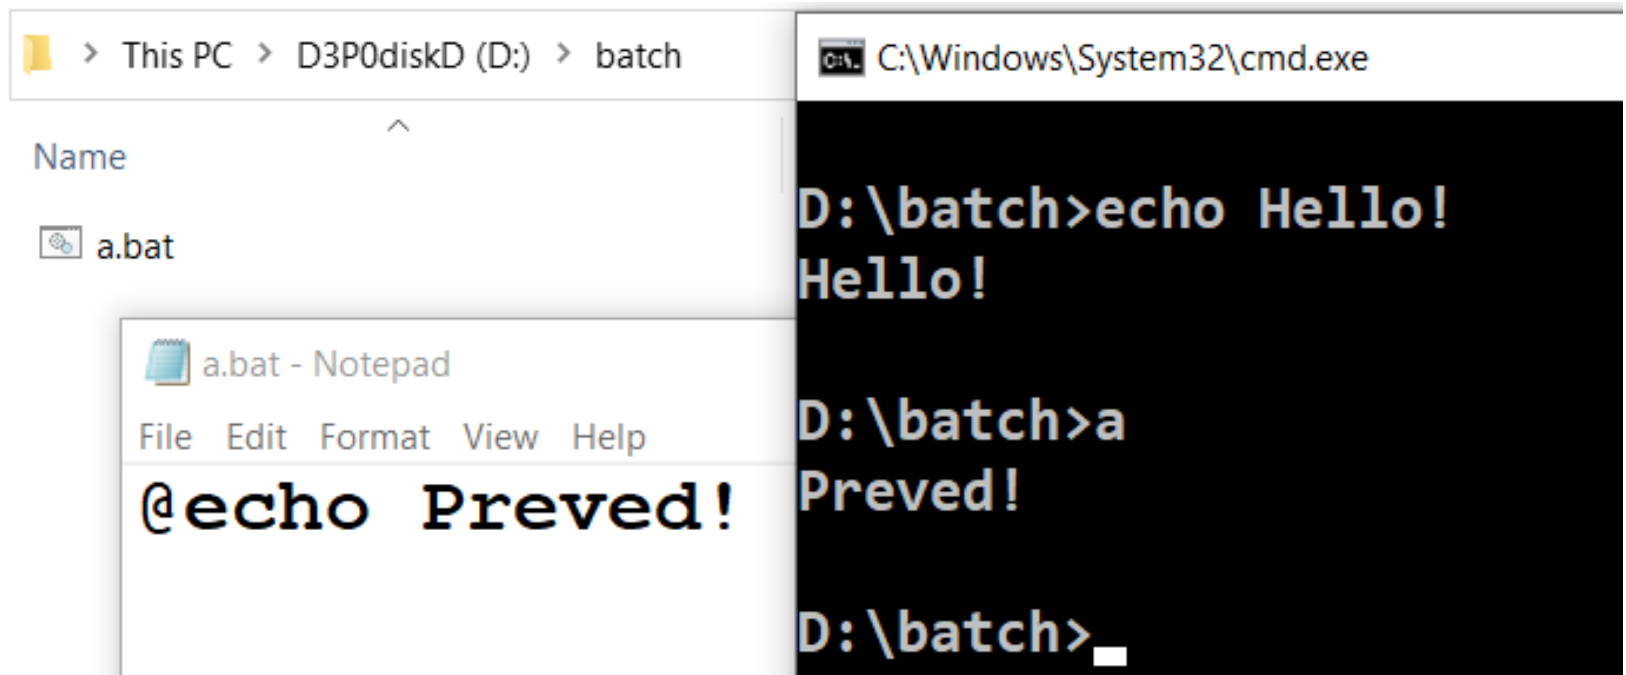 This PC > D3P0diskD (D:) > batch
Name
a.bat
a.bat - Notepad
File Edit Format View Help
@echo Preved!
C:\Windows\System32\cmd.exe
D:\batch>echo Hello!
Hello!
D:\batch>a
Preved!
D:\batch>